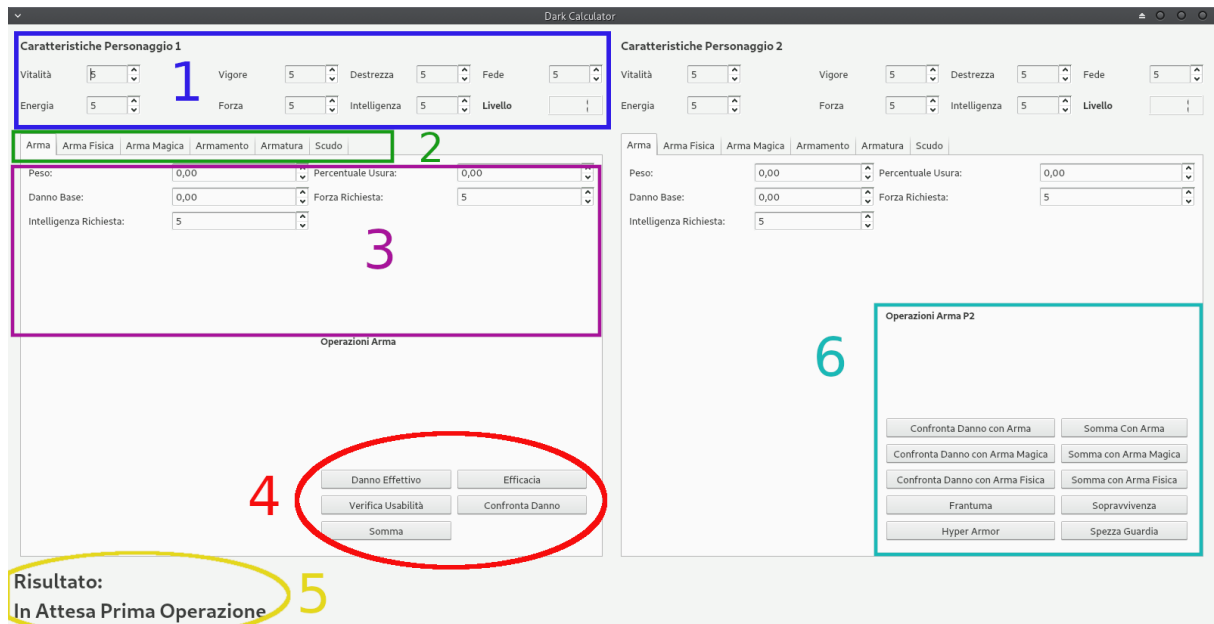 Dark Calculator
Caratteristiche Personaggio 1
Vitalità 5 Vigore 5 Destrezza 5 Fede 5
Energia 5 Forza 5 Intelligenza 5 Livello
1
Arma Arma Fisica Arma Magica Armamento Armatura Scudo
2
Peso: 0,00 Percentuale Usura: 0,00
Danno Base: 0,00 Forza Richiesta: 5
Intelligenza Richiesta: 5
3
Operazioni Arma
Danno Effettivo Efficacia
Verifica Usabilità Confronta Danno
Somma
4
Caratteristiche Personaggio 2
Vitalità 5 Vigore 5 Destrezza 5 Fede 5
Energia 5 Forza 5 Intelligenza 5 Livello
Arma Arma Fisica Arma Magica Armamento Armatura Scudo
Peso: 0,00 Percentuale Usura: 0,00
Danno Base: 0,00 Forza Richiesta: 5
Intelligenza Richiesta: 5
Operazioni Arma P2
6
Confronta Danno con Arma Somma Con Arma
Confronta Danno con Arma Magica Somma con Arma Magica
Confronta Danno con Arma Fisica Somma con Arma Fisica
Frantuma Sopravvivenza
Hyper Armor Spezza Guardia
Risultato:
In Attesa Prima Operazione
5